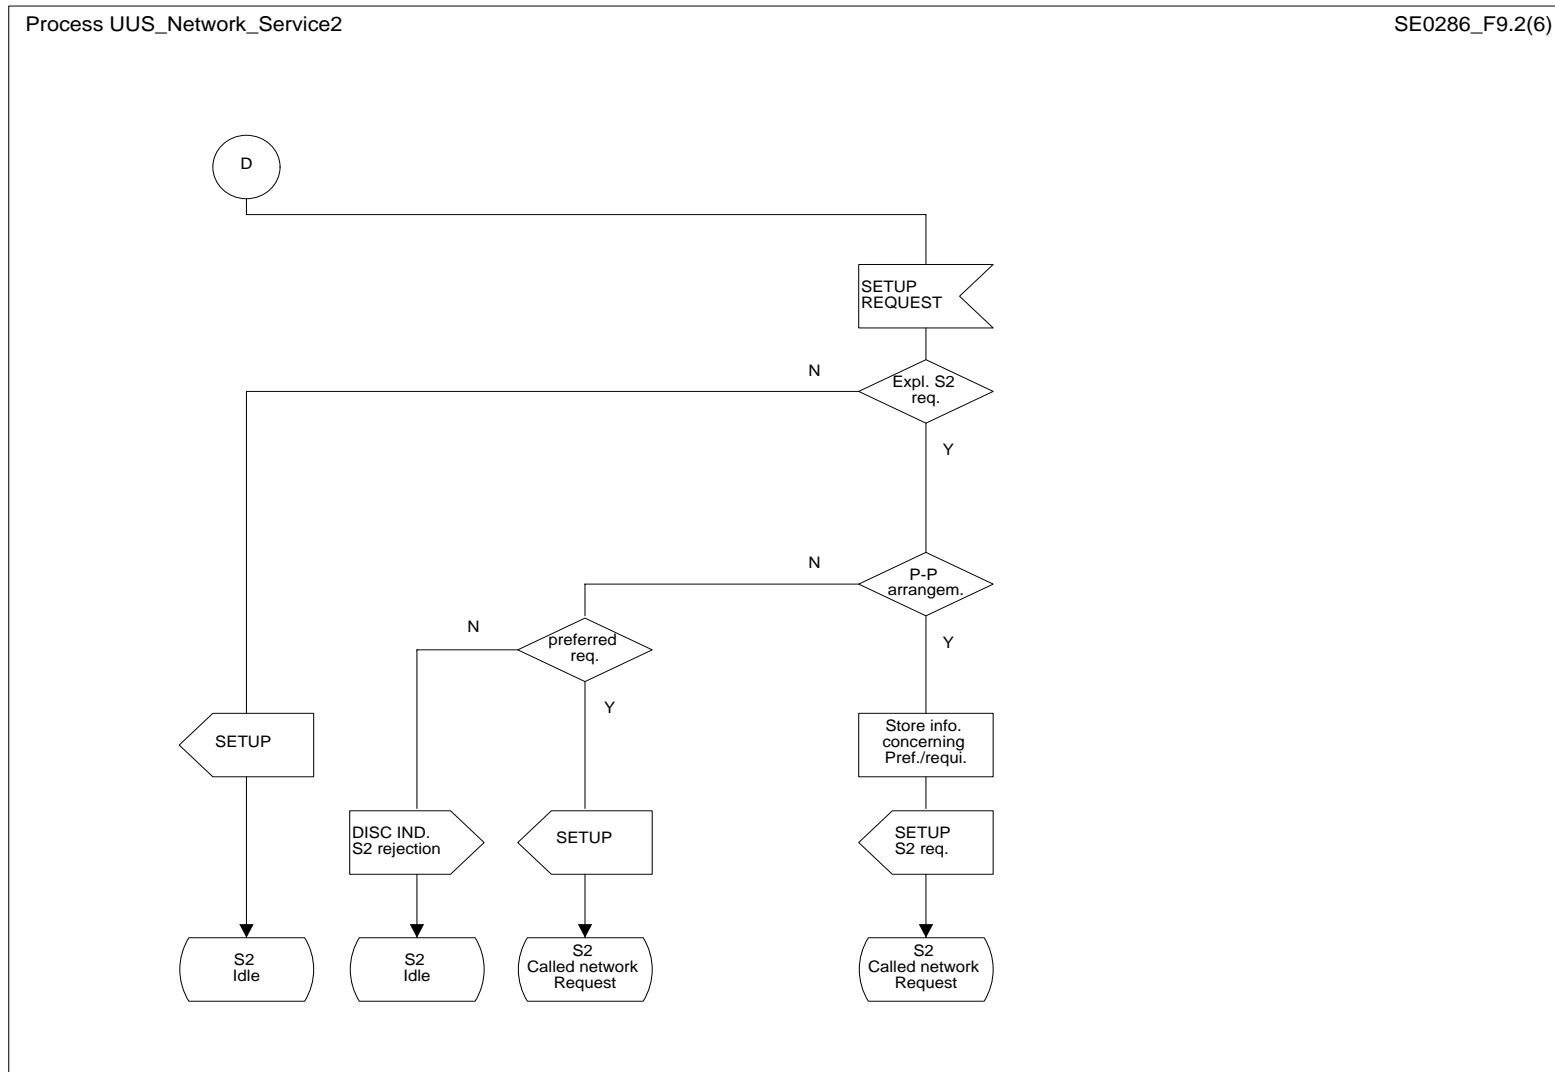 Process UUS_Network_Service2
SE0286_F9.2(6)
D
SETUP
REQUEST
N
Expl. S2
req.
Y
N
P-P
arrangem.
N
preferred
req.
Y
Y
SETUP
Store info.
concerning
Pref./requi.
DISC IND.
S2 rejection
SETUP
SETUP
S2 req.
S2
Idle
S2
Idle
S2
Called network
Request
S2
Called network
Request